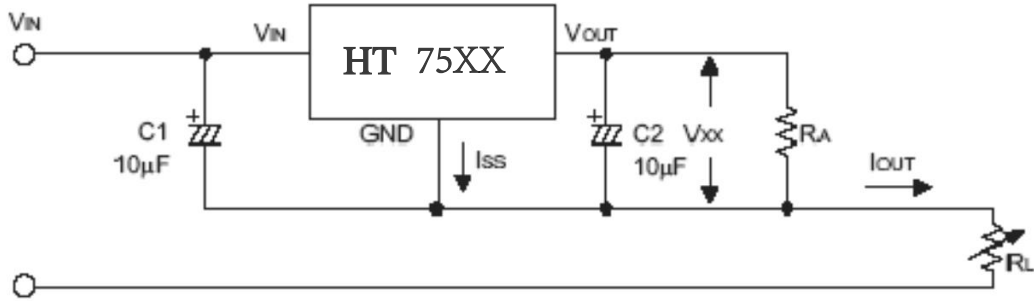 VIN
VIN
HT 75XX
VOUT
C1
10µF
+
GND
ISS
+
C2
10µF
VXX
RA
IOUT
RL